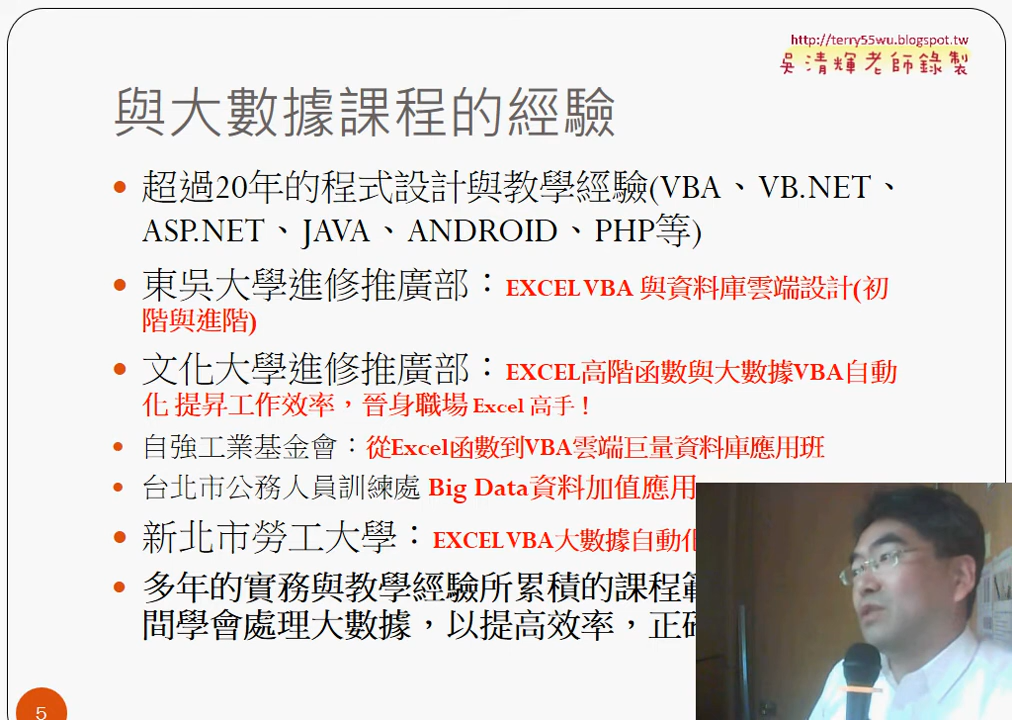 http://terry55wu.blogspot.tw
吳清輝老師錄製
與大數據課程的經驗
• 超過20年的程式設計與教學經驗(VBA、VB.NET、
ASP.NET、JAVA、ANDROID、PHP等)
• 東吳大學進修推廣部：EXCEL VBA 與資料庫雲端設計(初
階與進階)
• 文化大學進修推廣部：EXCEL高階函數與大數據VBA自動
化 提昇工作效率，晉身職場 Excel 高手！
• 自強工業基金會：從Excel函數到VBA雲端巨量資料庫應用班
• 台北市公務人員訓練處 Big Data資料加值應用
• 新北市勞工大學：EXCEL VBA大數據自動化
• 多年的實務與教學經驗所累積的課程範
間學會處理大數據，以提高效率，正確
5